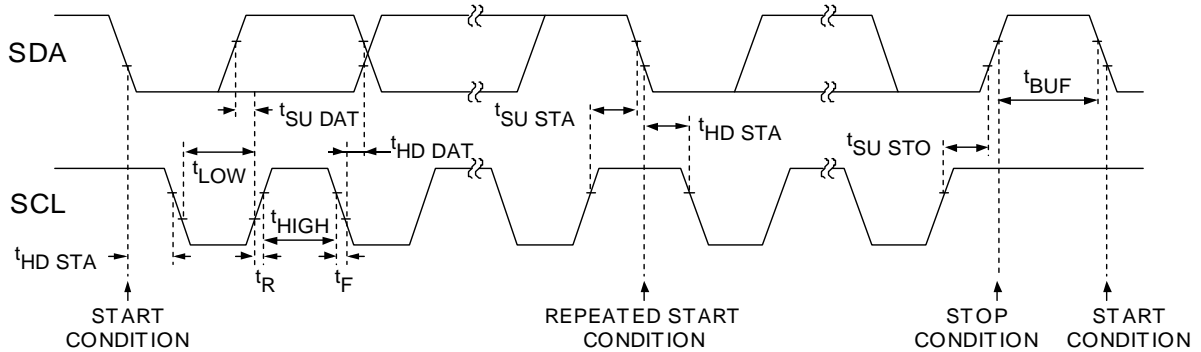 SDA
tSU DAT
tSU STA
tBUF
tHD STA
tHD DAT
tSU STO
tLOW
SCL
tHIGH
tHD STA
tR
tF
START
CONDITION
REPEATED START
CONDITION
STOP
CONDITION
START
CONDITION